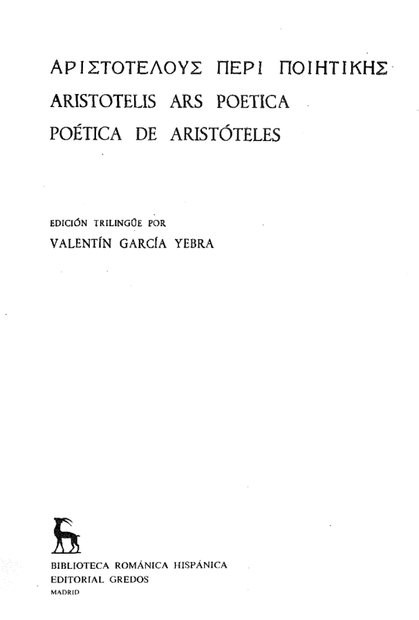 ΑΡΙΣΤΟΤΕΛΟΥΣ ΠΕΡΙ ΠΟΙΗΤΙΚΗΣ
ARISTOTELIS ARS POETICA
POÉTICA DE ARISTÓTELES
EDICIÓN TRILINGÜE POR
VALENTÍN GARCÍA YEBRA
BIBLIOTECA ROMÁNICA HISPÁNICA
EDITORIAL GREDOS
MADRID